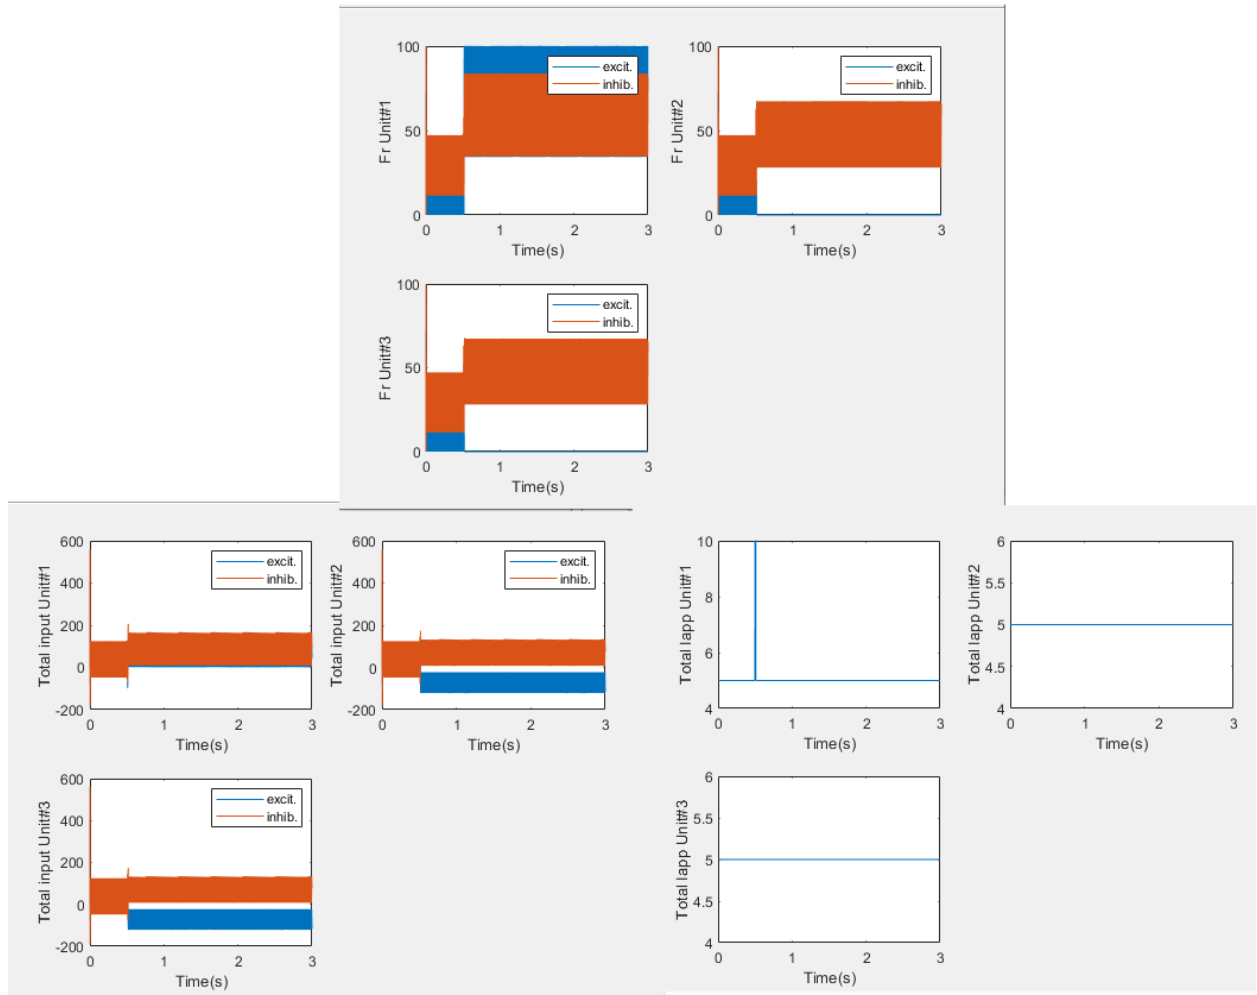 100
50
0
Fr Unit#1
excit.
inhib.
0 1 2 3
Time(s)
100
50
0
Fr Unit#2
excit.
inhib.
0 1 2 3
Time(s)
100
50
0
Fr Unit#3
excit.
inhib.
0 1 2 3
Time(s)
600
400
200
0
-200
Total input Unit#1
excit.
inhib.
0 1 2 3
Time(s)
600
400
200
0
-200
Total input Unit#2
excit.
inhib.
0 1 2 3
Time(s)
10
8
6
4
Total Iapp Unit#1
0 1 2 3
Time(s)
6
5.5
5
4.5
4
Total Iapp Unit#2
0 1 2 3
Time(s)
600
400
200
0
-200
Total input Unit#3
excit.
inhib.
0 1 2 3
Time(s)
6
5.5
5
4.5
4
Total Iapp Unit#3
0 1 2 3
Time(s)